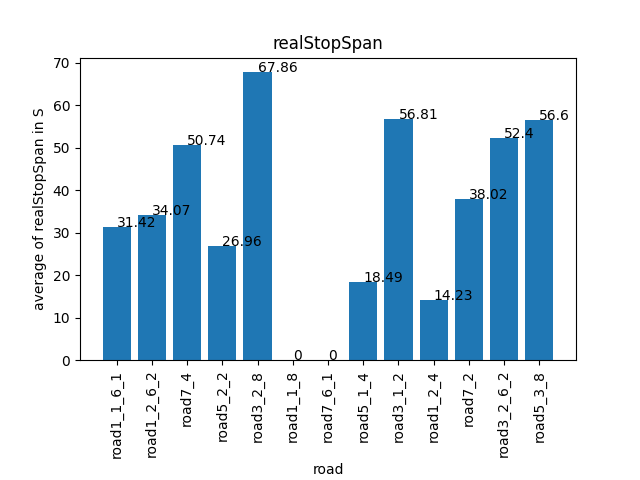 realStopSpan
average of realStopSpan in S
70
60
50
40
30
20
10
0
31.42
34.07
50.74
26.96
67.86
0
0
18.49
56.81
14.23
38.02
52.4
56.6
road1_1_6_1
road1_2_6_2
road7_4
road5_2_2
road3_2_8
road1_1_8
road7_6_1
road5_1_4
road3_1_2
road1_2_4
road7_2
road3_2_6_2
road5_3_8
road